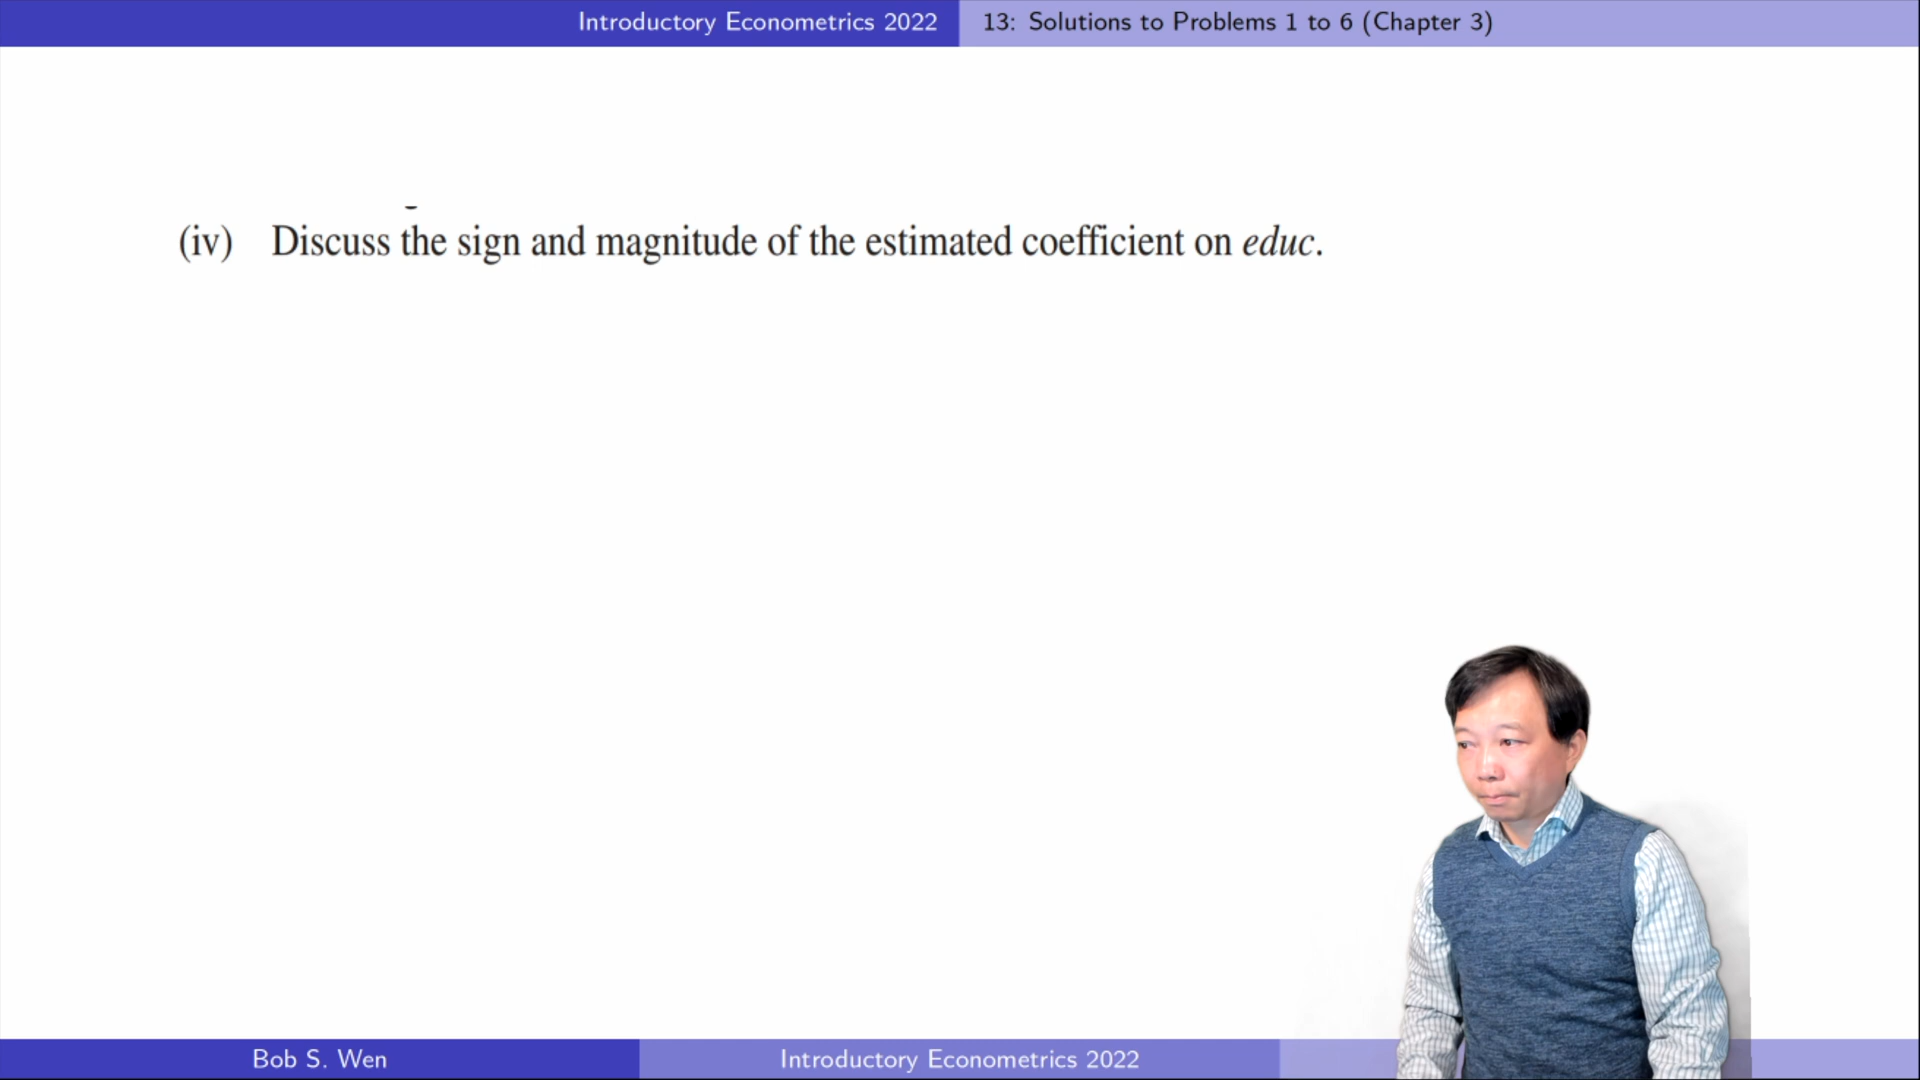 Introductory Econometrics 2022
13: Solutions to Problems 1 to 6 (Chapter 3)
(iv) Discuss the sign and magnitude of the estimated coefficient on educ.
Bob S. Wen
Introductory Econometrics 2022